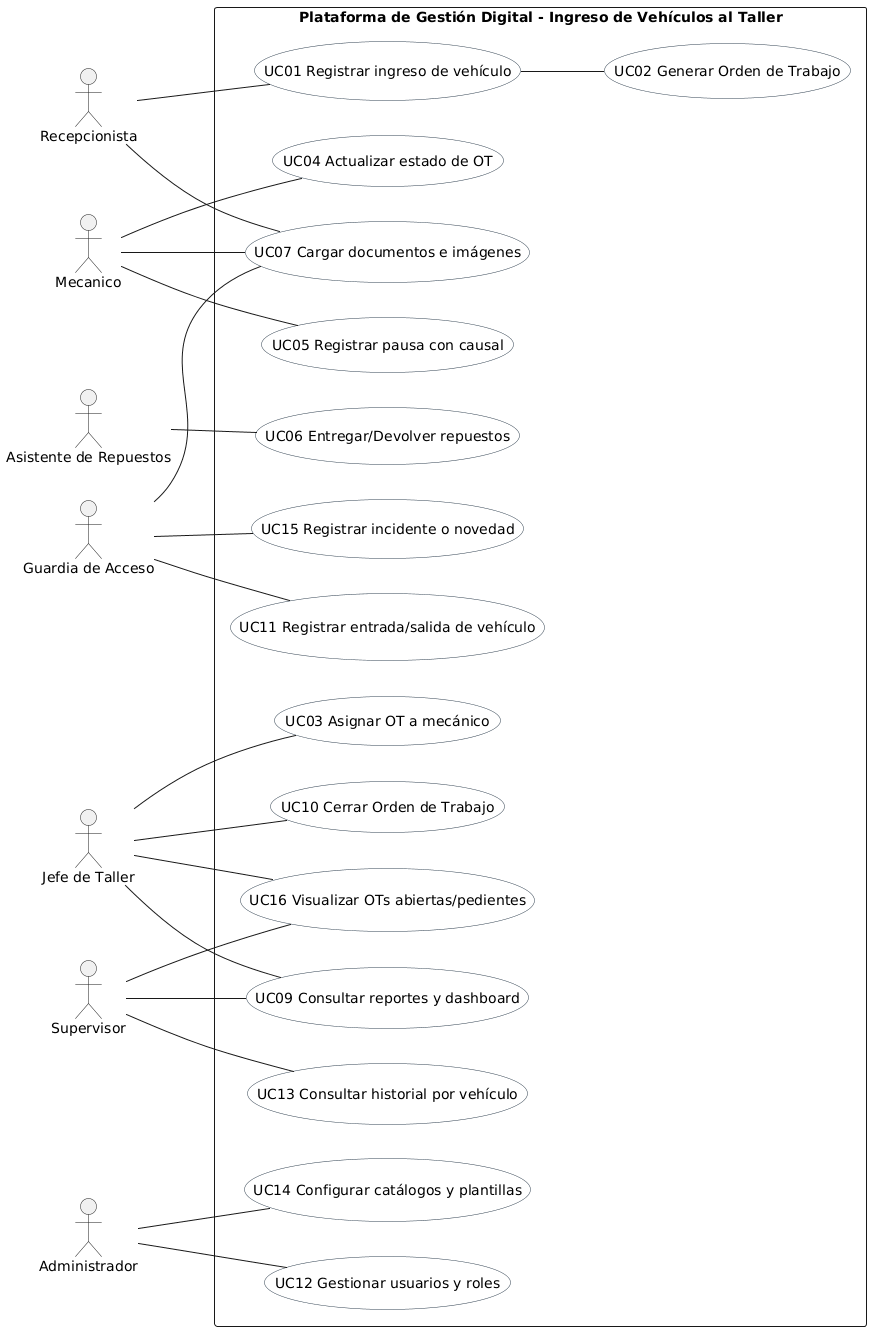 Plataforma de Gestión Digital - Ingreso de Vehículos al Taller
UC01 Registrar ingreso de vehículo
UC02 Generar Orden de Trabajo
Recepcionista
UC04 Actualizar estado de OT
UC07 Cargar documentos e imágenes
Mecanico
UC05 Registrar pausa con causal
UC06 Entregar/Devolver repuestos
Asistente de Repuestos
UC15 Registrar incidente o novedad
Guardia de Acceso
UC11 Registrar entrada/salida de vehículo
UC03 Asignar OT a mecánico
UC10 Cerrar Orden de Trabajo
Jefe de Taller
UC16 Visualizar OTs abiertas/pedientes
UC09 Consultar reportes y dashboard
Supervisor
UC13 Consultar historial por vehículo
UC14 Configurar catálogos y plantillas
Administrador
UC12 Gestionar usuarios y roles